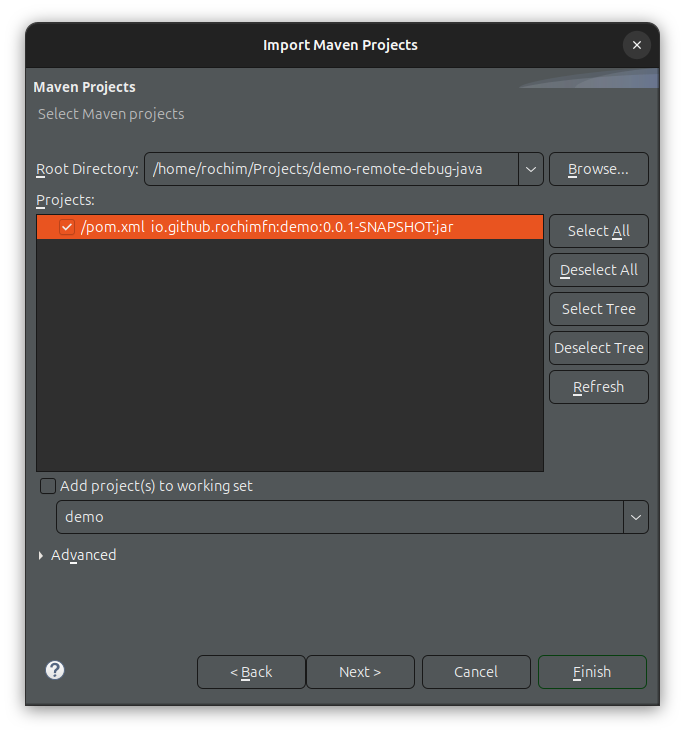 Import Maven Projects
Maven Projects
Select Maven projects
Root Directory: /home/rochim/Projects/demo-remote-debug-java Browse...
Projects:
/pom.xml io.github.rochimfn:demo:0.0.1-SNAPSHOT:jar
Select All
Deselect All
Select Tree
Deselect Tree
Refresh
Add project(s) to working set
demo
Advanced
? < Back Next > Cancel Finish